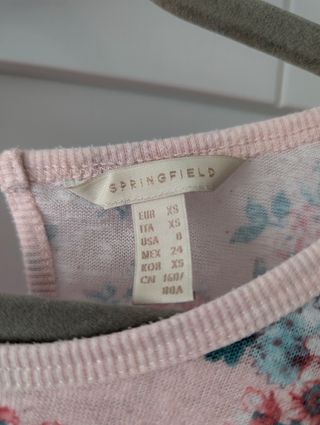 SPRINGFIELD
EUR XS
ITA XS
USA 0
MEX 24
KOR XS
CN 160/
80A